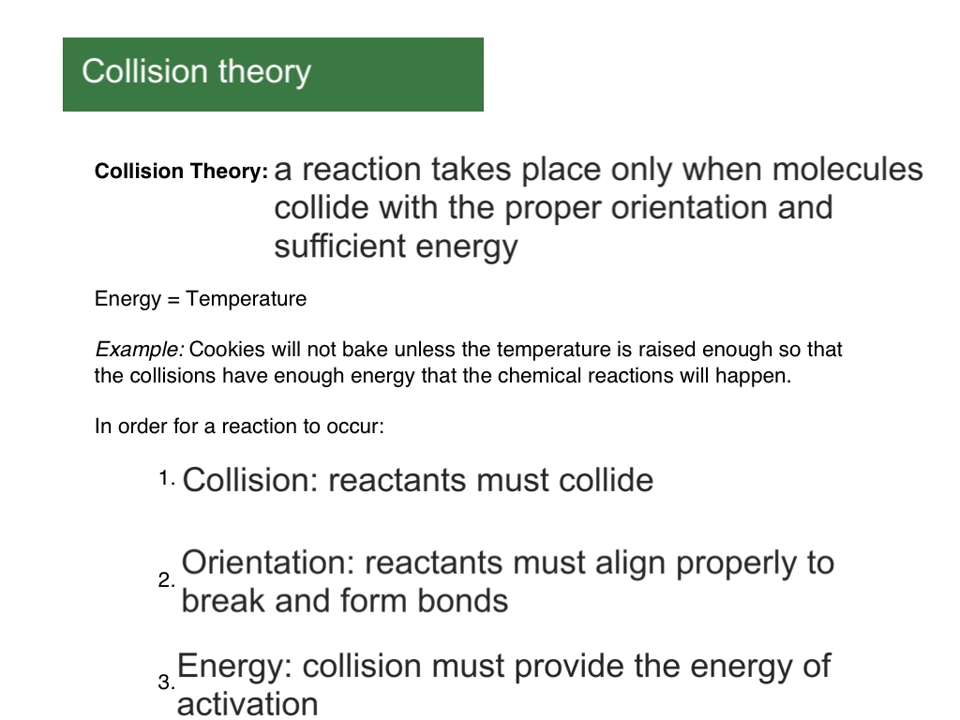 Collision theory
Collision Theory: a reaction takes place only when molecules
collide with the proper orientation and
sufficient energy
Energy = Temperature
Example: Cookies will not bake unless the temperature is raised enough so that
the collisions have enough energy that the chemical reactions will happen.
In order for a reaction to occur:
1. Collision: reactants must collide
2. Orientation: reactants must align properly to
break and form bonds
3. Energy: collision must provide the energy of
activation